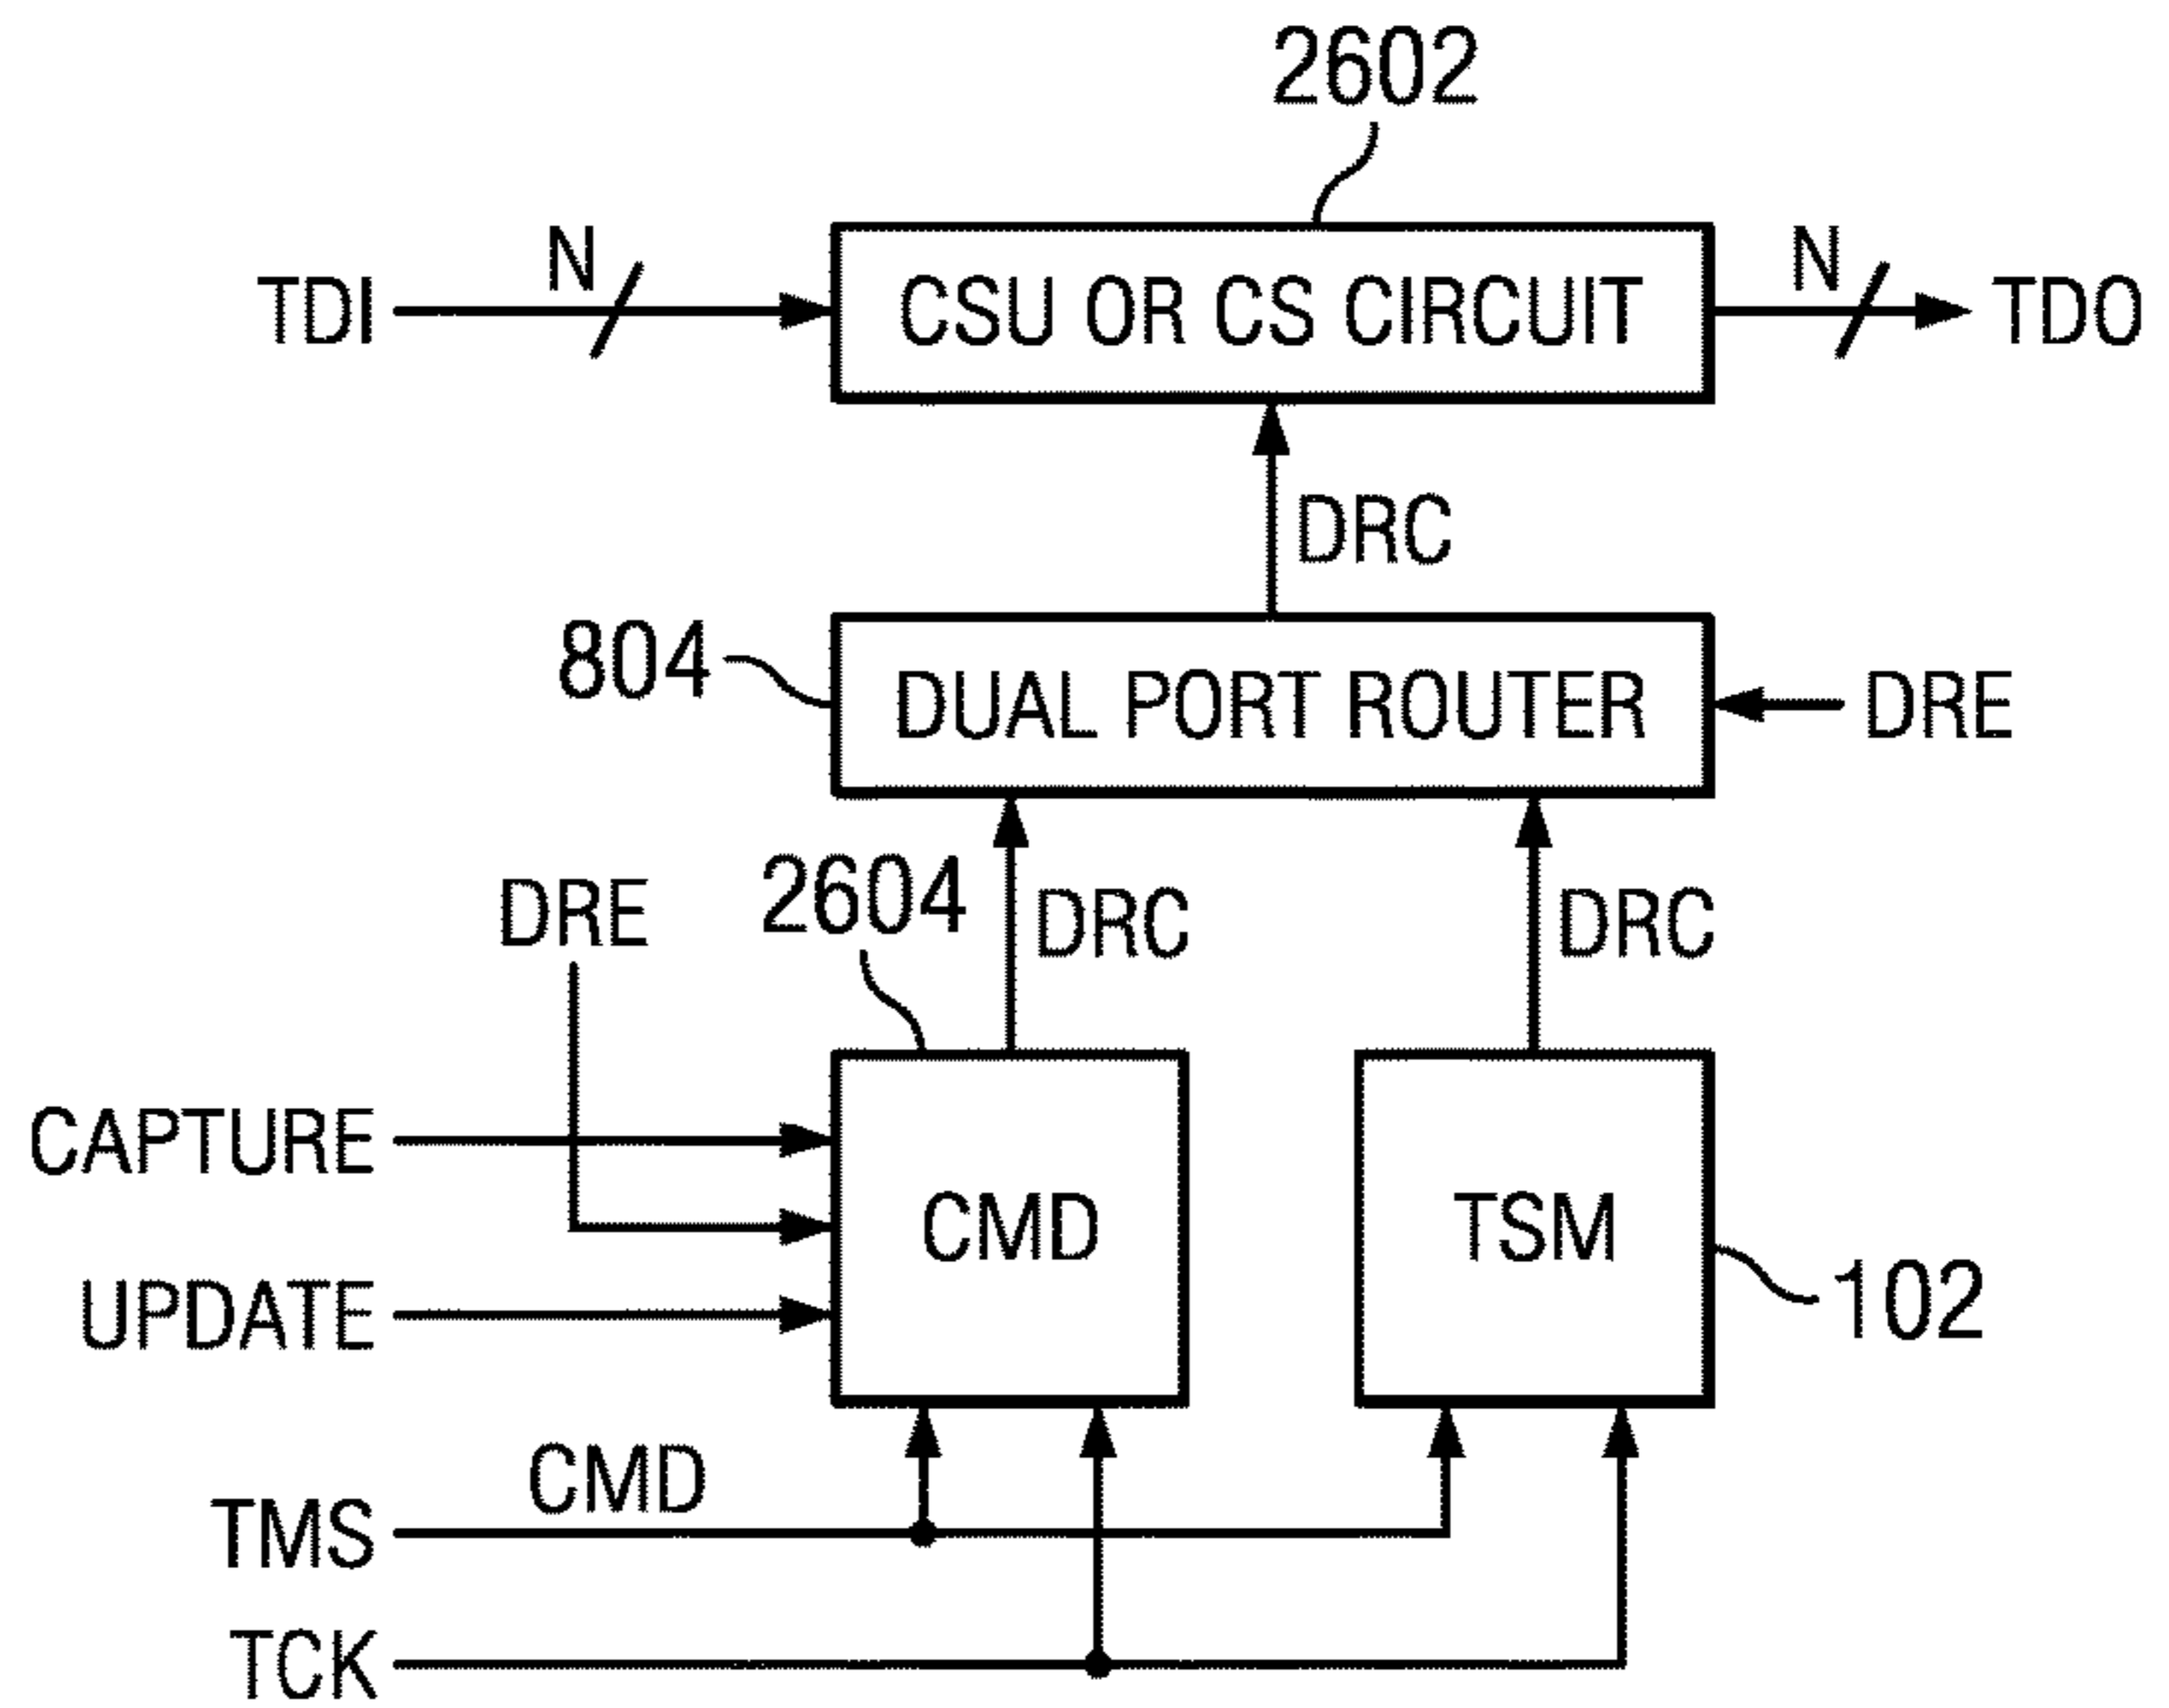 2602
N
N
TDI
CSU OR CS CIRCUIT
TDO
DRC
804
DUAL PORT ROUTER
DRE
DRE
2604
DRC
DRC
CAPTURE
CMD
TSM
UPDATE
102
CMD
TMS
TCK